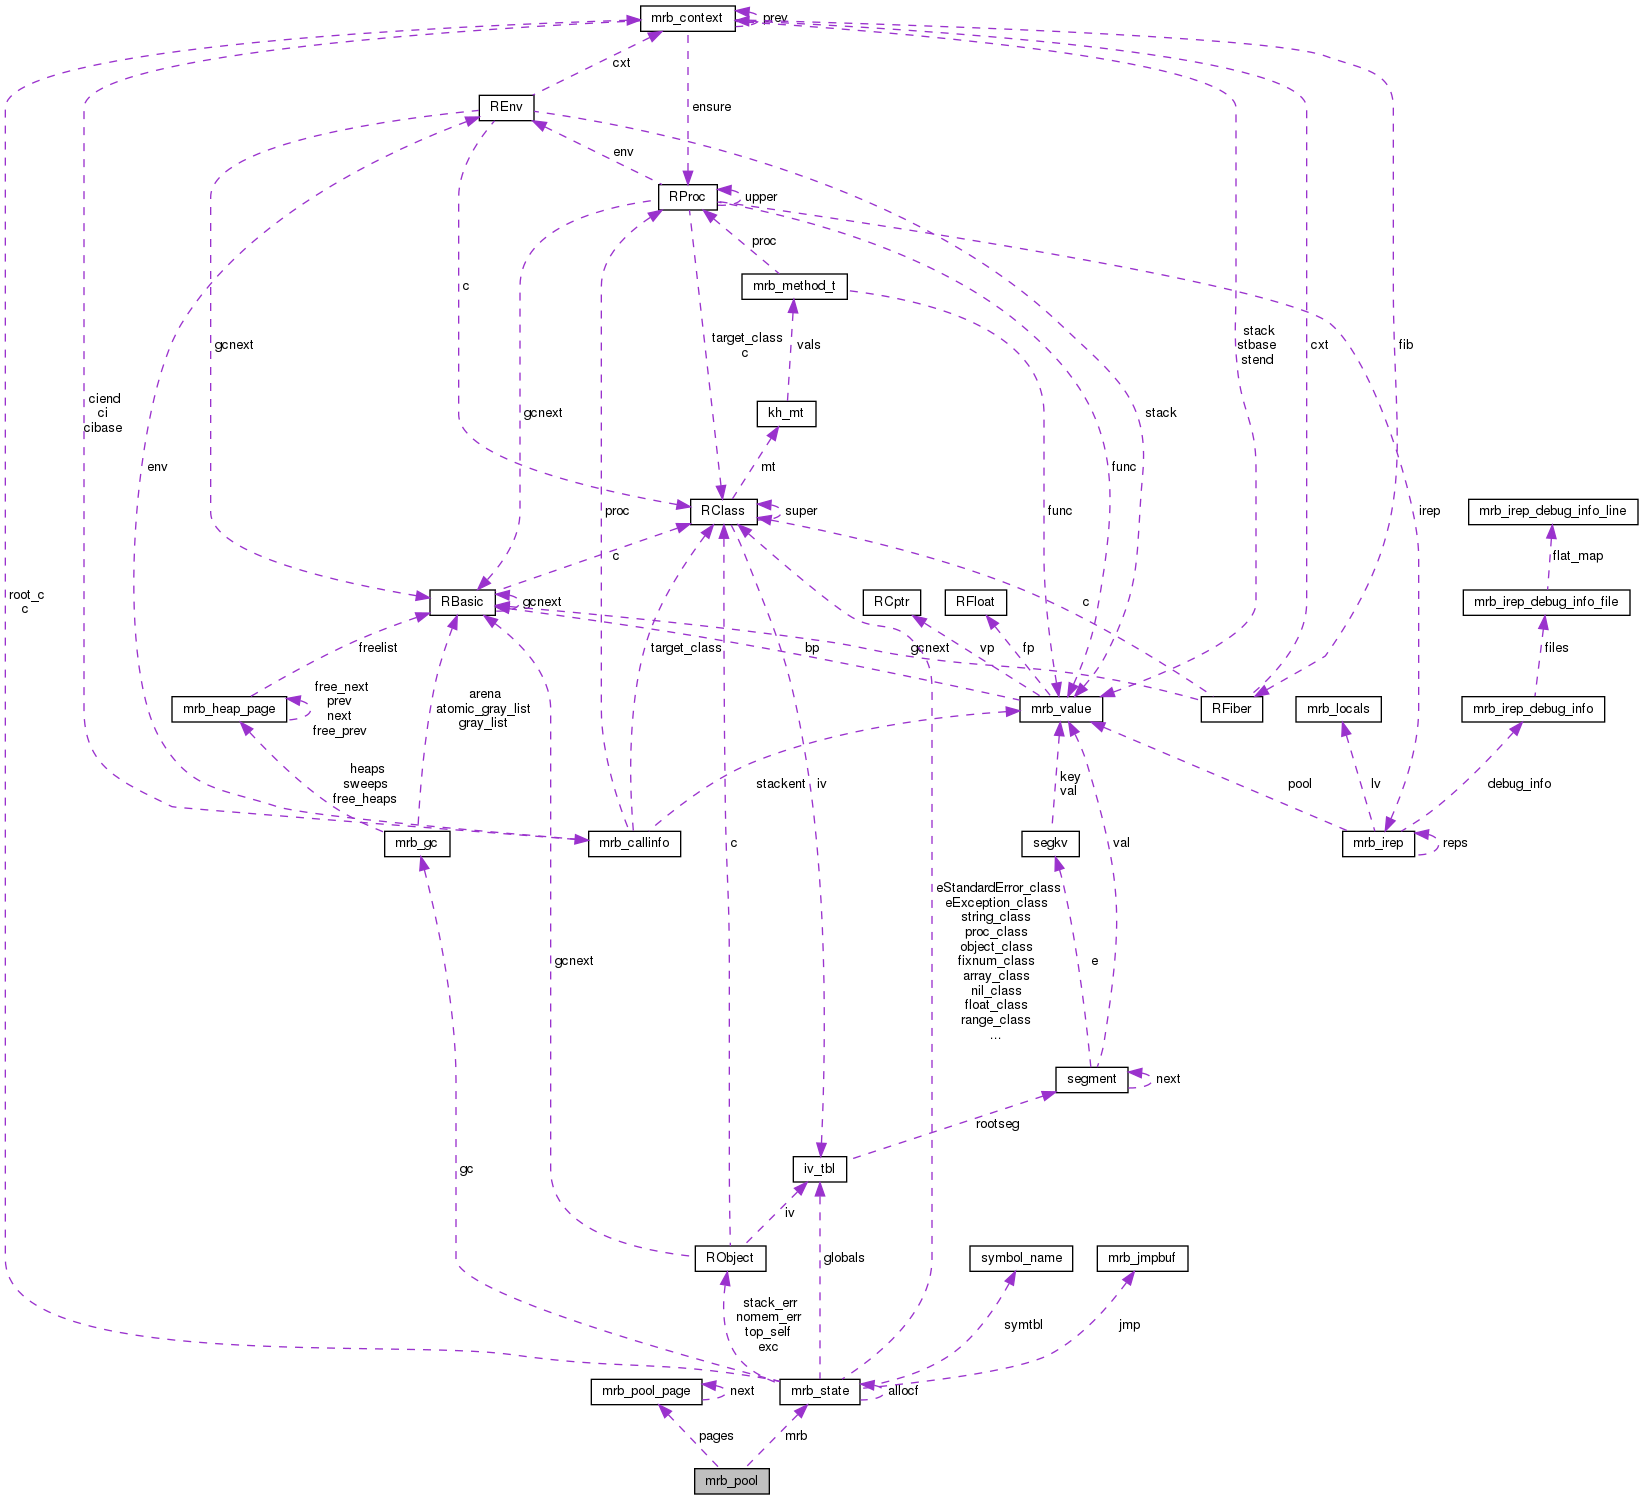 mrb_context
prev
cxt
REnv
ensure
env
RProc
upper
proc
mrb_method_t
c
gcnext
target_class
c
vals
stack
stbase
stend
cxt
fib
ciend
ci
cibase
gcnext
kh_mt
stack
env
mt
func
proc
RClass
super
func
irep
mrb_irep_debug_info_line
c
flat_map
RBasic
gcnext
RCptr
RFloat
c
mrb_irep_debug_info_file
root_c
c
freelist
target_class
bp
gcnext
vp
fp
files
mrb_heap_page
free_next
prev
next
free_prev
arena
atomic_gray_list
gray_list
mrb_value
RFiber
mrb_locals
mrb_irep_debug_info
heaps
sweeps
free_heaps
stackent
iv
key
val
pool
lv
debug_info
mrb_gc
mrb_callinfo
c
segkv
val
mrb_irep
reps
eStandardError_class
eException_class
string_class
proc_class
object_class
fixnum_class
array_class
nil_class
float_class
range_class
...
gcnext
e
segment
next
rootseg
gc
iv_tbl
iv
RObject
globals
symbol_name
mrb_jmpbuf
stack_err
nomem_err
top_self
exc
symtbl
jmp
mrb_pool_page
next
mrb_state
allocf
pages
mrb
mrb_pool